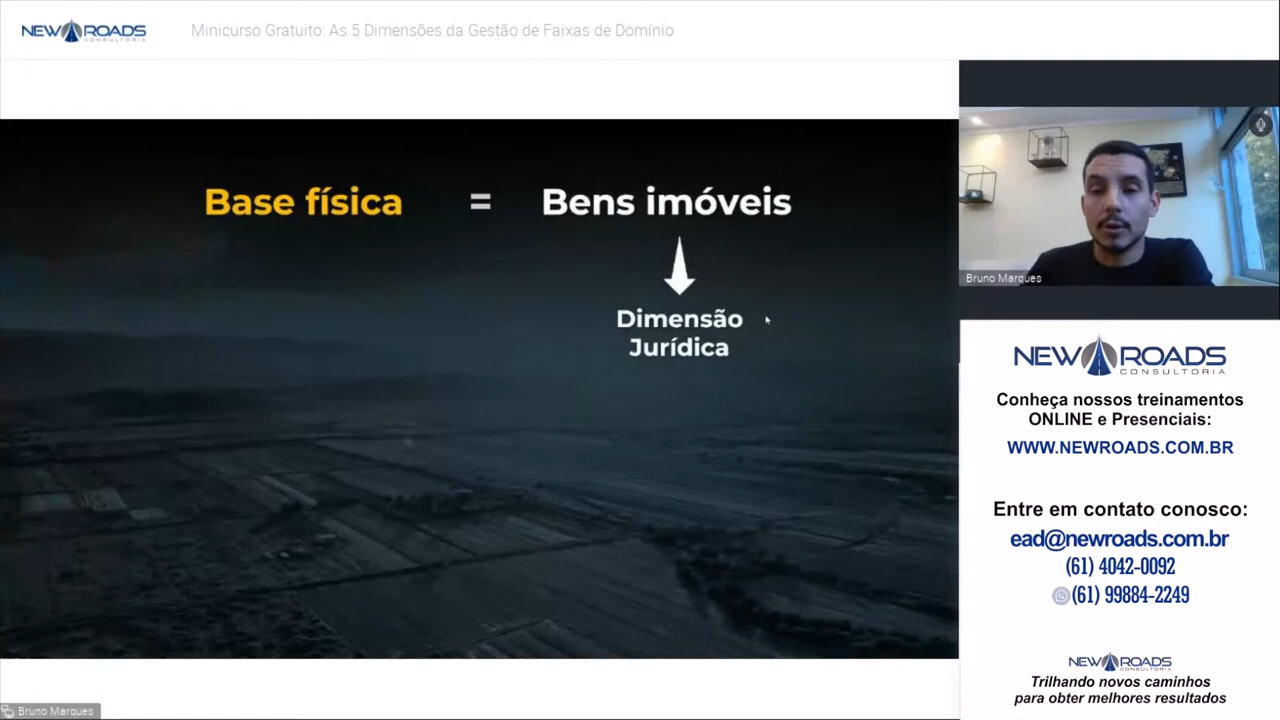 NEW ROADS
CONSULTORIA
Minicurso Gratuito: As 5 Dimensões da Gestão de Faixas de Domínio
Base física = Bens imóveis
Dimensão
Jurídica
Bruno Marques
NEW ROADS
CONSULTORIA
Conheça nossos treinamentos
ONLINE e Presenciais:
WWW.NEWROADS.COM.BR
Entre em contato conosco:
ead@newroads.com.br
(61) 4042-0092
(61) 99884-2249
NEW ROADS
CONSULTORIA
Trilhando novos caminhos
para obter melhores resultados
Bruno Marques